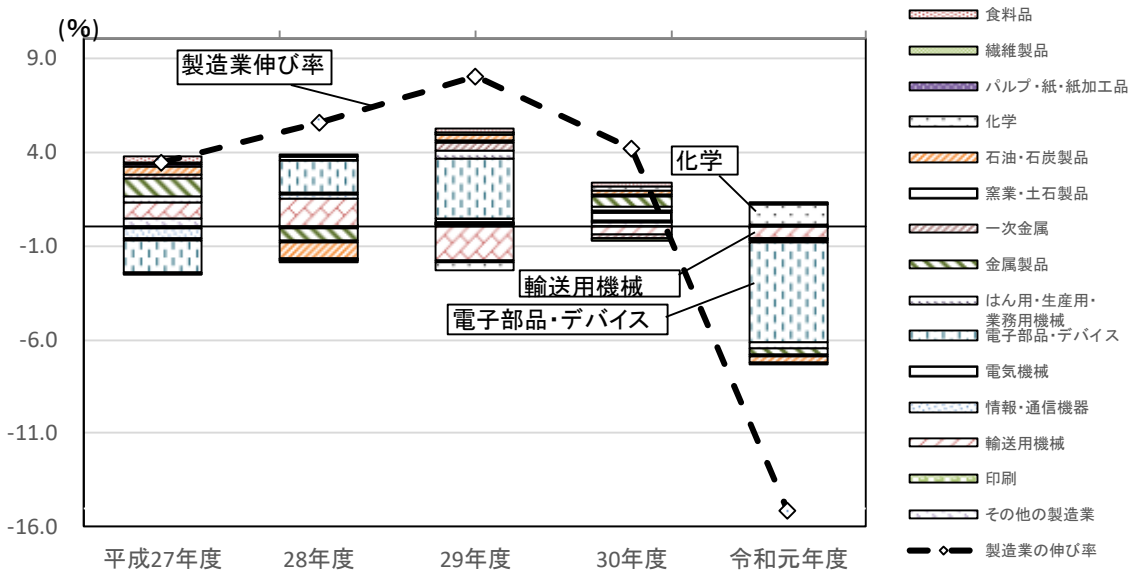 (%)
9.0
4.0
-1.0
-6.0
-11.0
-16.0
製造業伸び率
化学
輸送用機械
電子部品・デバイス
平成27年度
28年度
29年度
30年度
令和元年度
食料品
繊維製品
パルプ・紙・紙加工品
化学
石油・石炭製品
窯業・土石製品
一次金属
金属製品
はん用・生産用・
業務用機械
電子部品・デバイス
電気機械
情報・通信機器
輸送用機械
印刷
その他の製造業
製造業の伸び率